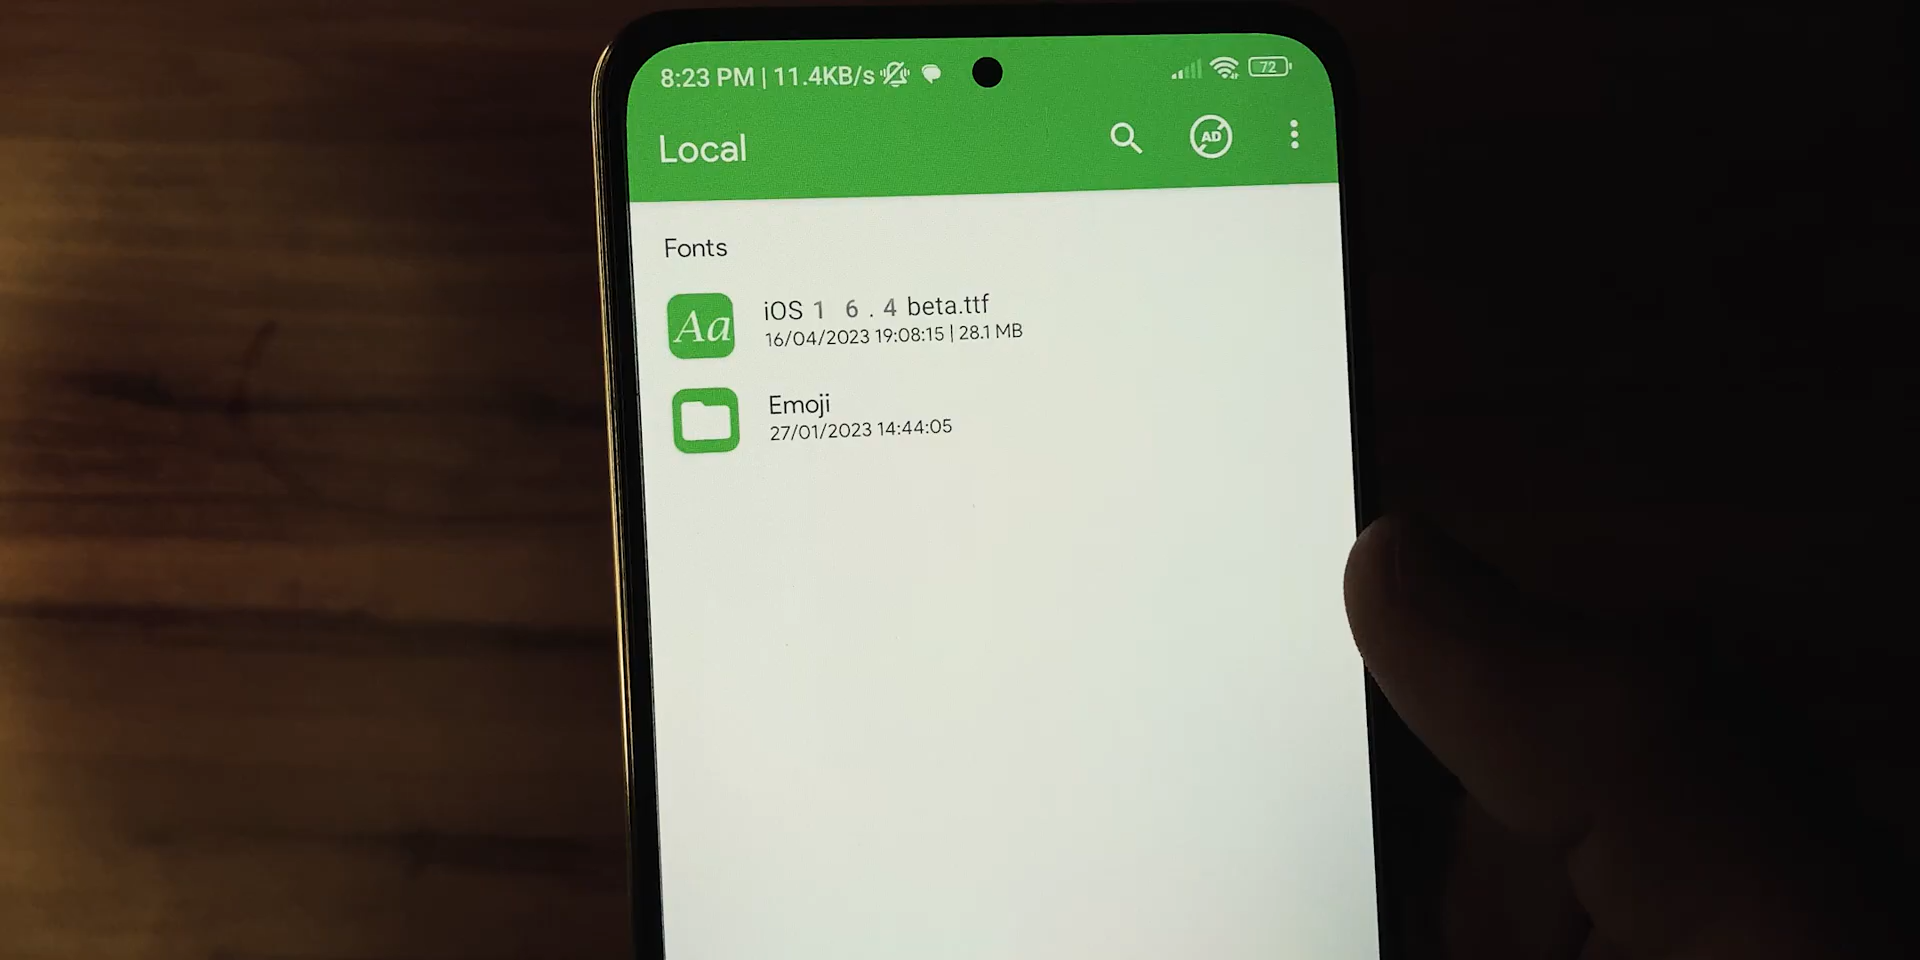 8:23 PM | 11.4KB/s 72
Local AD
Fonts
Aa iOS 1 6 . 4 beta.ttf
16/04/2023 19:08:15 | 28.1 MB
Emoji
27/01/2023 14:44:05